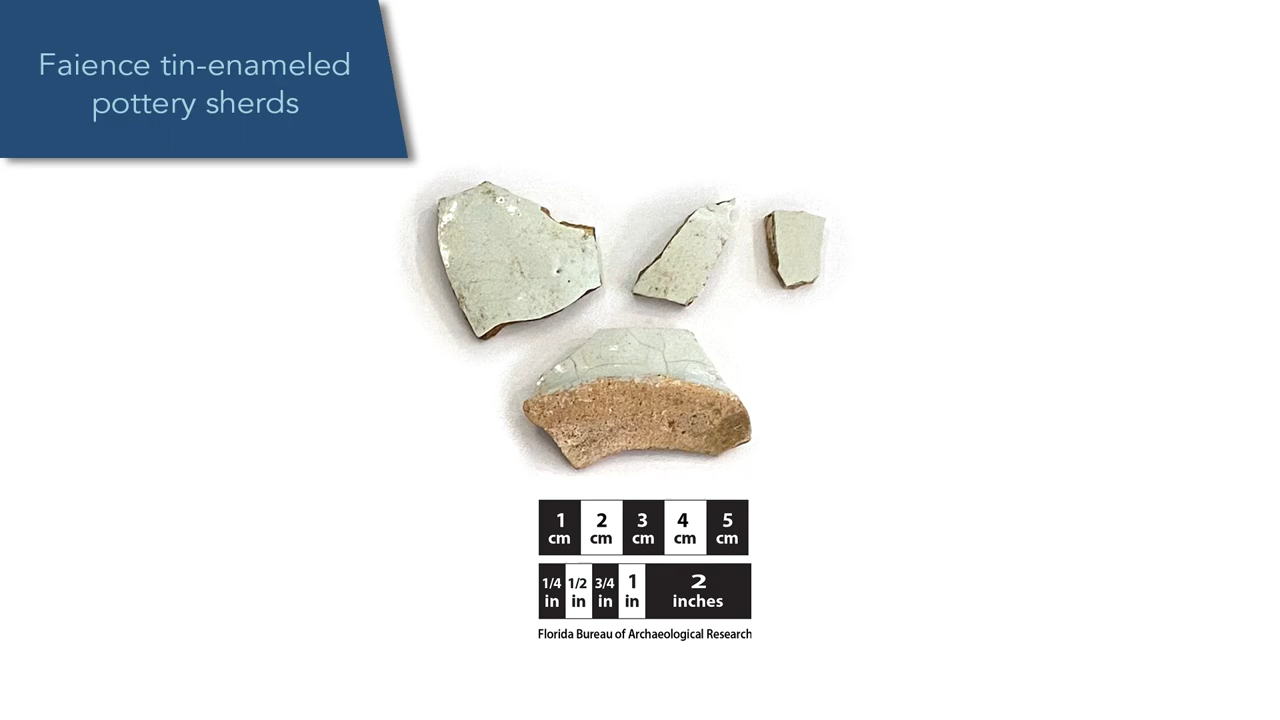 Faience tin-enameled
pottery sherds
1 2 3 4 5
cm cm cm cm cm
1/4 1/2 3/4 1 2
in in in in inches
Florida Bureau of Archaeological Research